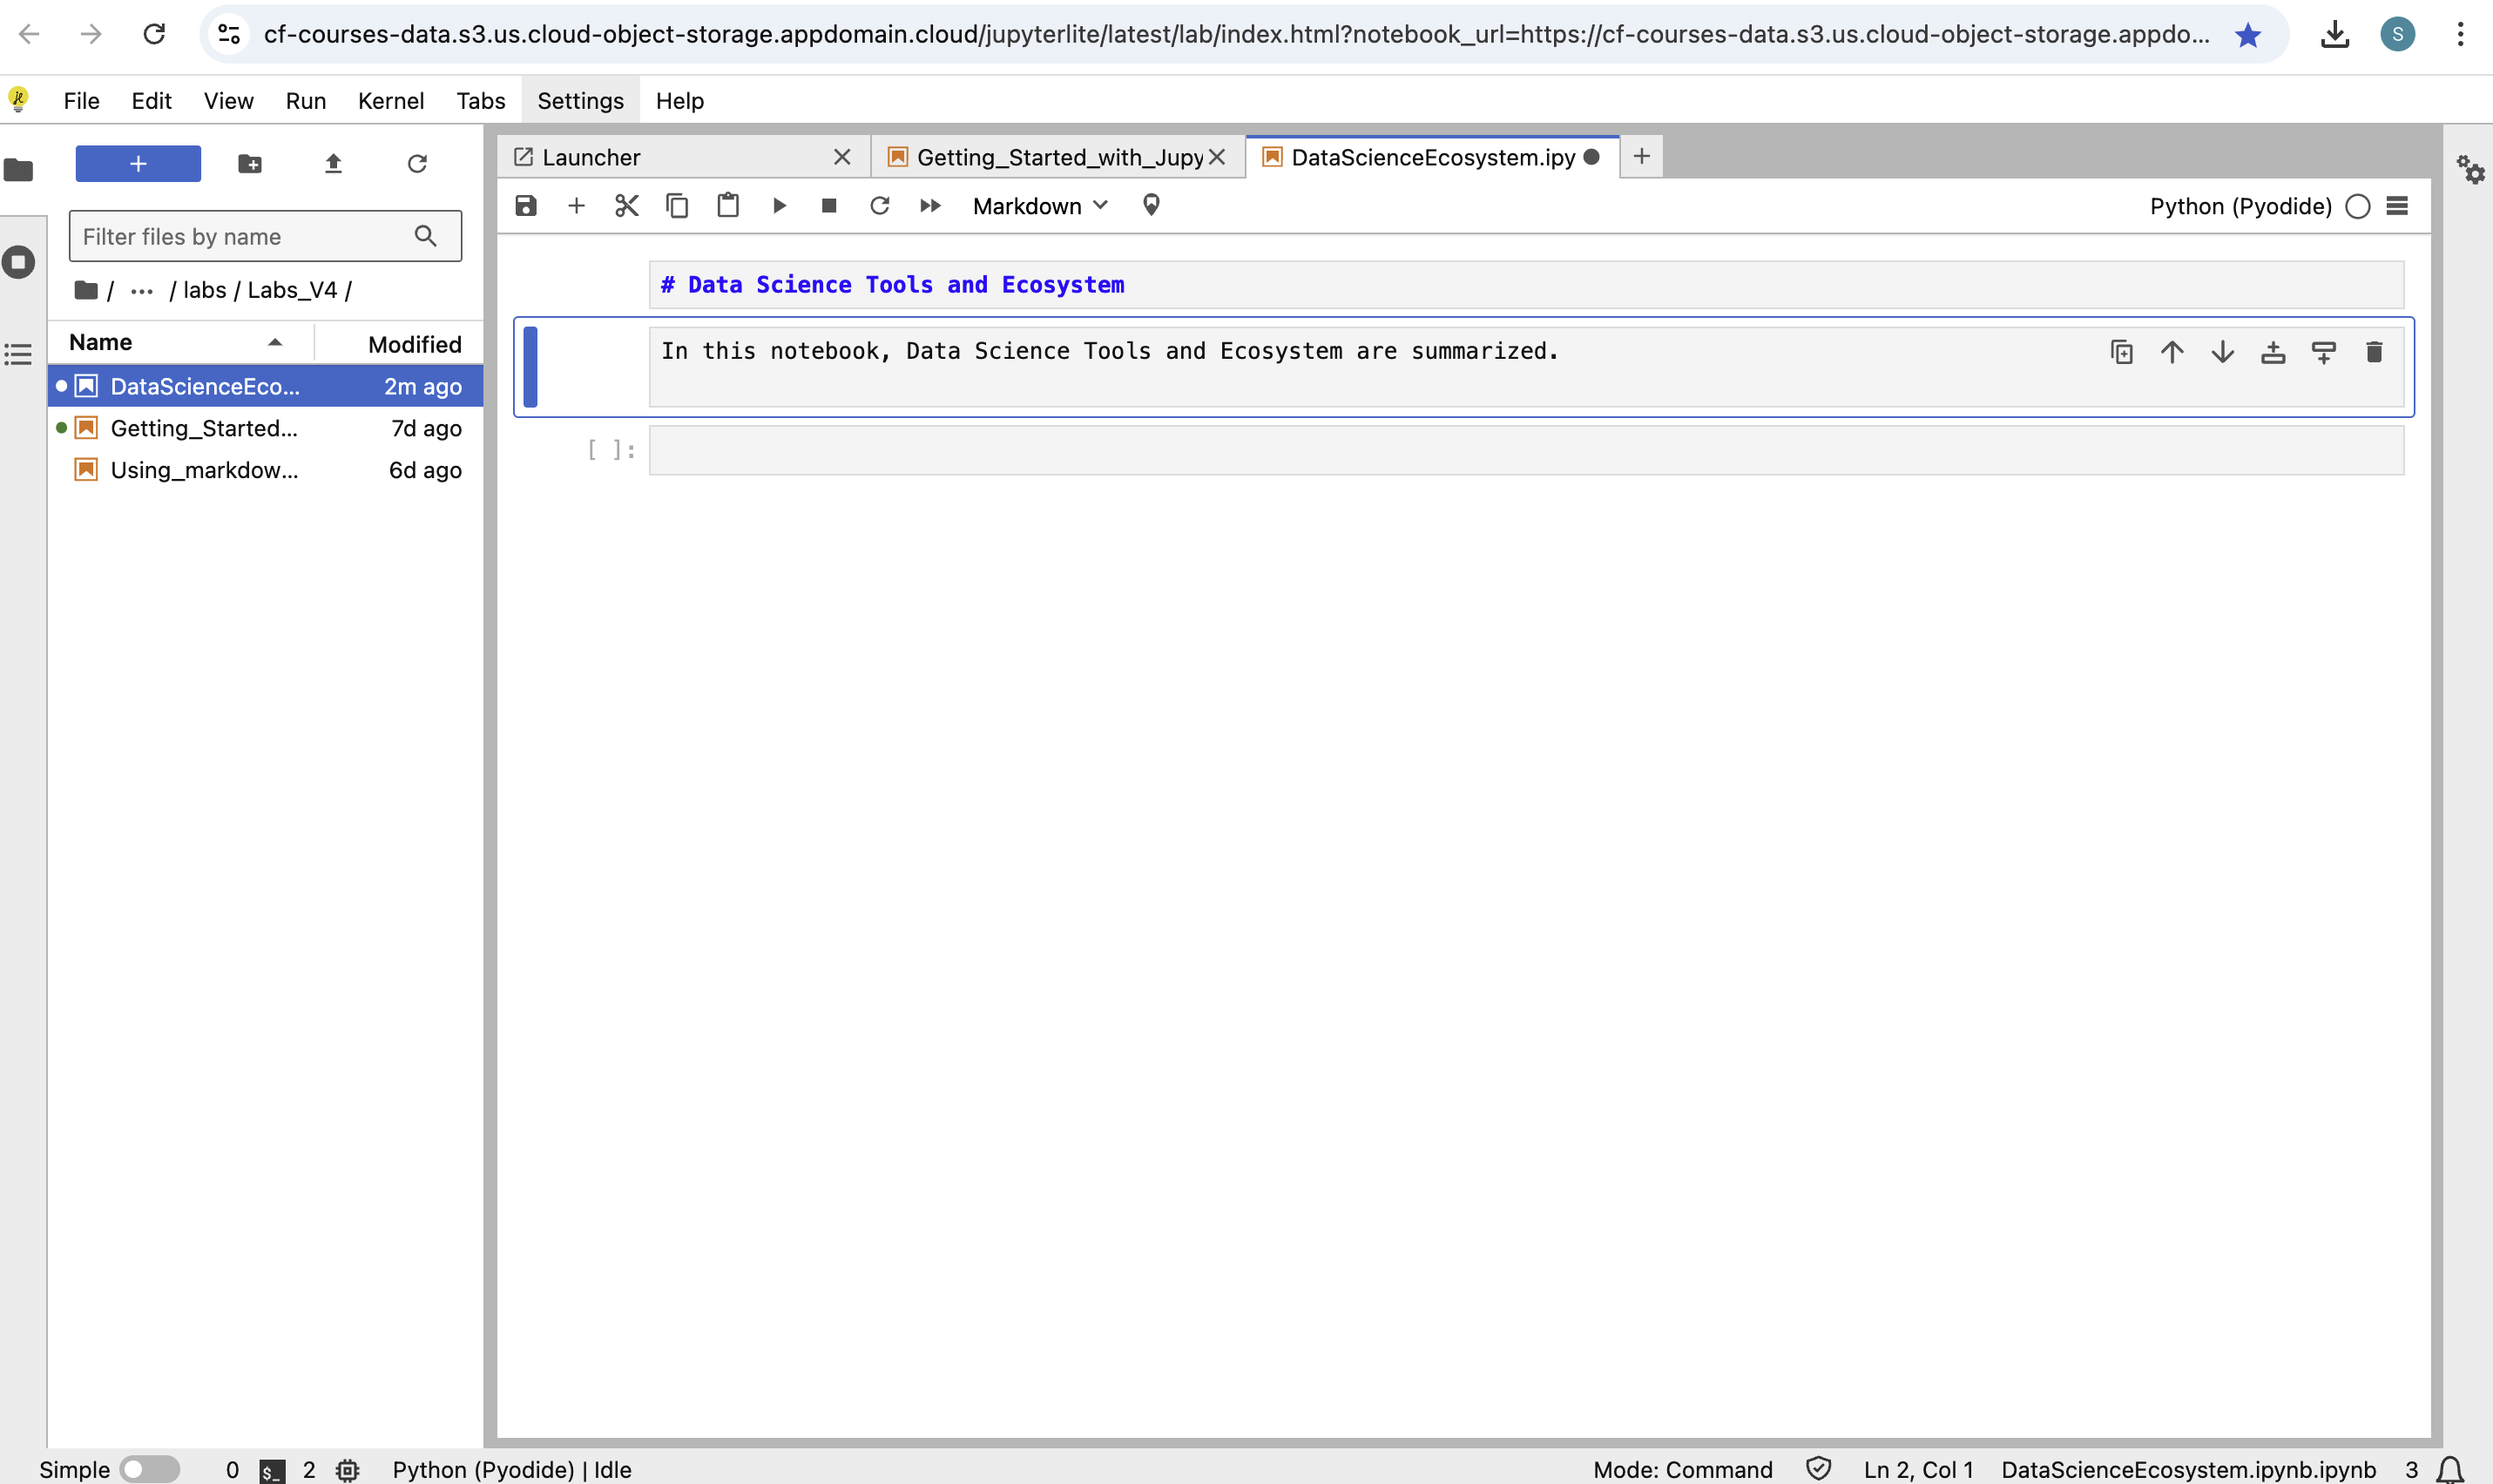 cf-courses-data.s3.us.cloud-object-storage.appdomain.cloud/jupyterlite/latest/lab/index.html?notebook_url=https://cf-courses-data.s3.us.cloud-object-storage.appdo...
S
File Edit View Run Kernel Tabs Settings Help
Launcher
Getting_Started_with_Jupy
DataScienceEcosystem.ipy
Filter files by name
/ ... / labs / Labs_V4 /
Name Modified
DataScienceEco... 2m ago
Getting_Started... 7d ago
Using_markdow... 6d ago
Markdown
Python (Pyodide)
# Data Science Tools and Ecosystem
In this notebook, Data Science Tools and Ecosystem are summarized.
[ ]:
Simple 0 $_ 2 Python (Pyodide) | Idle
Mode: Command Ln 2, Col 1 DataScienceEcosystem.ipynb.ipynb 3